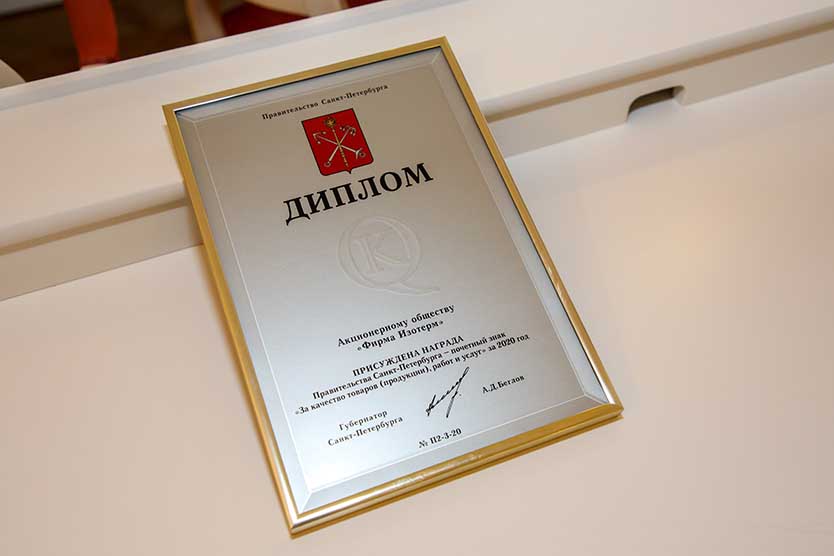 Правительство Санкт-Петербурга
ДИПЛОМ
QK
Акционерному обществу
«Фирма Изотерм»
ПРИСУЖДЕНА НАГРАДА
Правительства Санкт-Петербурга – почетный знак
«За качество товаров (продукции), работ и услуг» за 2020 год
Губернатор
Санкт-Петербурга
А.Д.Беглов
№ П2-3-20